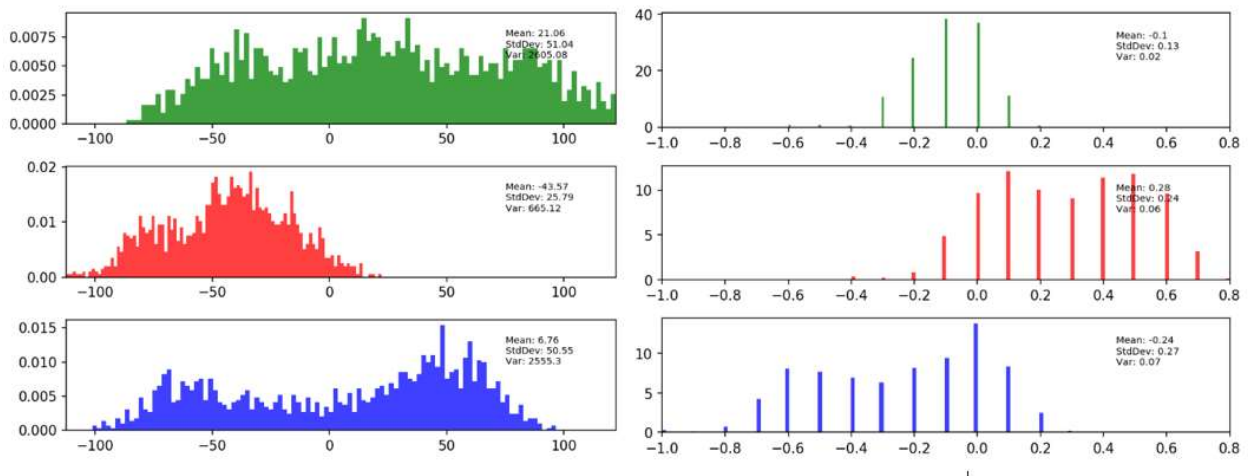 0.0075
0.0050
0.0025
0.0000
Mean: 21.06
StdDev: 51.04
Var: 2605.08
−100 −50 0 50 100
40
20
0
Mean: -0.1
StdDev: 0.13
Var: 0.02
−1.0 −0.8 −0.6 −0.4 −0.2 0.0 0.2 0.4 0.6 0.8
0.02
0.01
0.00
Mean: -43.57
StdDev: 25.79
Var: 665.12
−100 −50 0 50 100
10
5
0
Mean: 0.28
StdDev: 0.24
Var: 0.06
−1.0 −0.8 −0.6 −0.4 −0.2 0.0 0.2 0.4 0.6 0.8
0.015
0.010
0.005
0.000
Mean: 6.76
StdDev: 50.55
Var: 2555.3
−100 −50 0 50 100
10
5
0
Mean: -0.24
StdDev: 0.27
Var: 0.07
−1.0 −0.8 −0.6 −0.4 −0.2 0.0 0.2 0.4 0.6 0.8